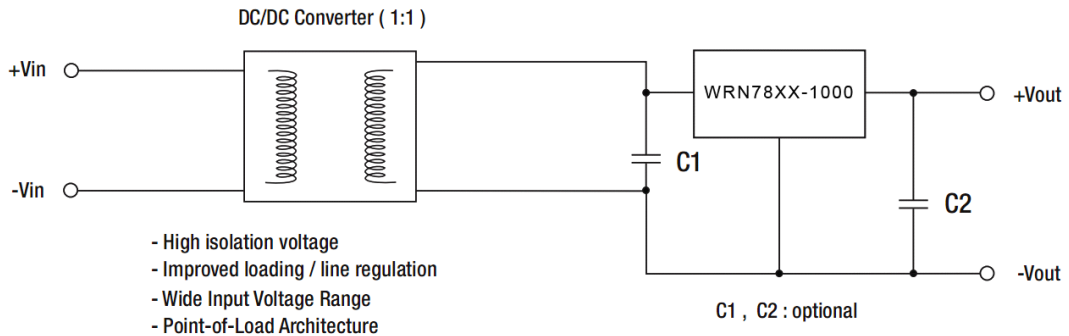 DC/DC Converter ( 1:1 )
+Vin
WRN78XX-1000
+Vout
C1
-Vin
C2
- High isolation voltage
- Improved loading / line regulation
-Vout
- Wide Input Voltage Range
C1 , C2 : optional
- Point-of-Load Architecture